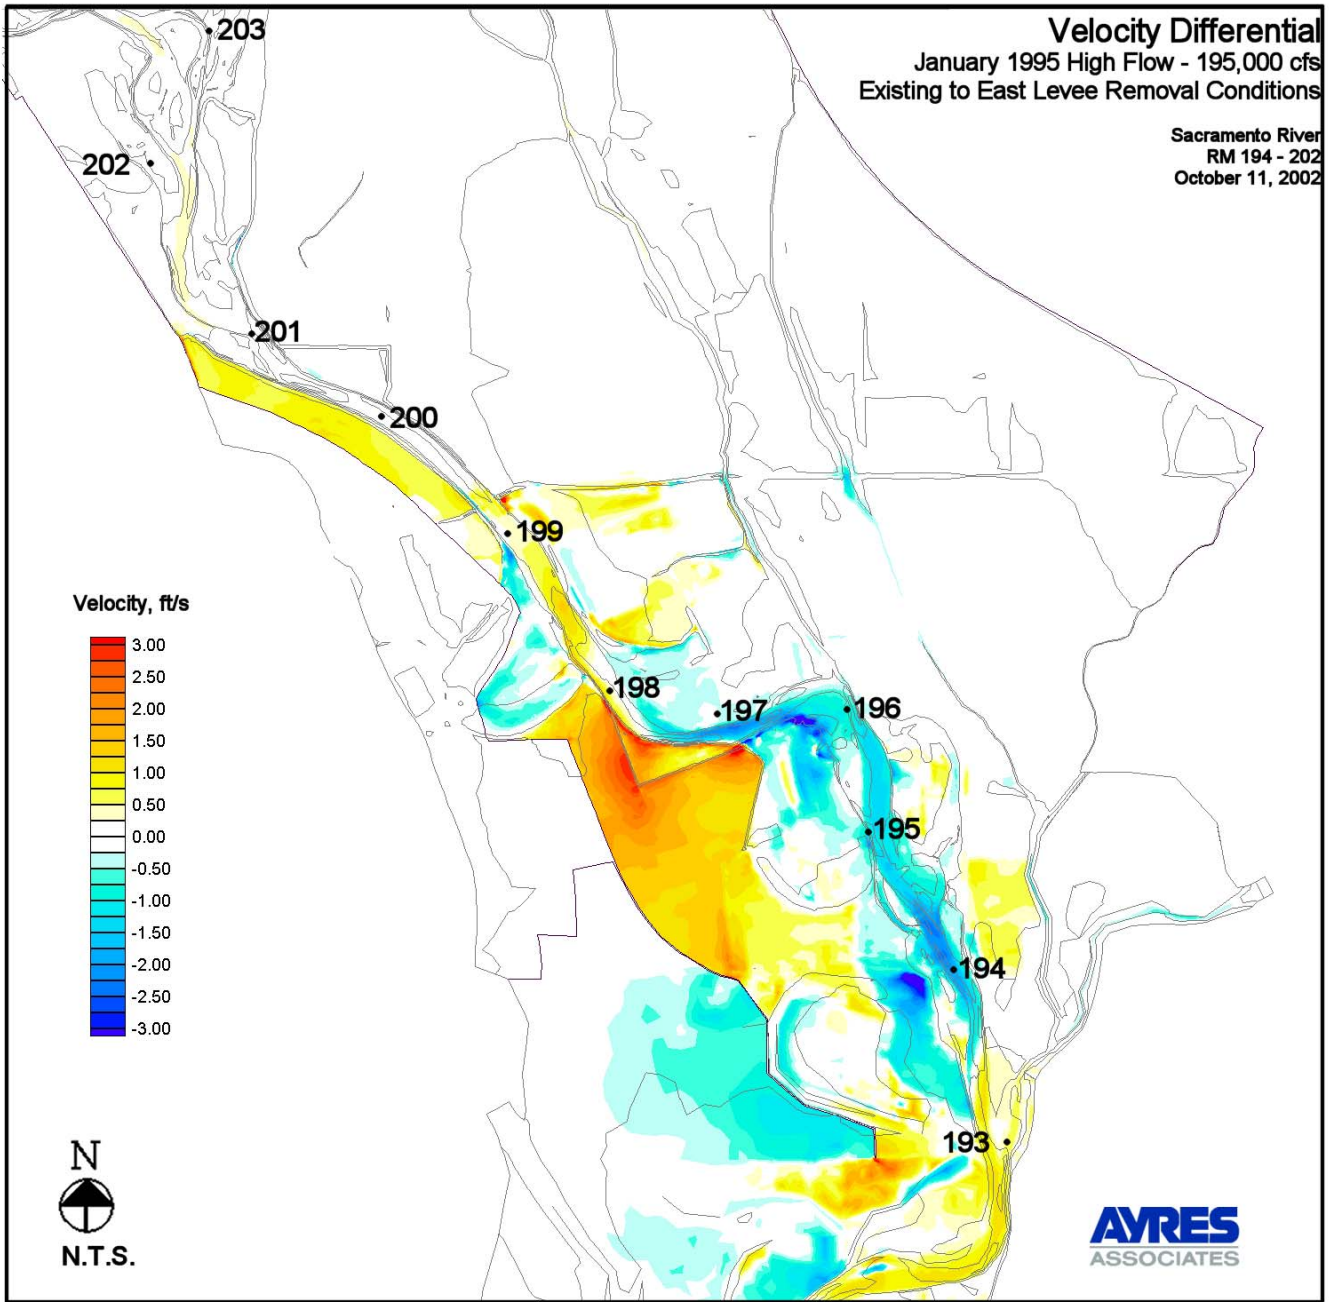 Velocity Differential
January 1995 High Flow - 195,000 cfs
Existing to East Levee Removal Conditions
Sacramento River
RM 194 - 202
October 11, 2002
203
202
201
200
199
198
197
196
195
194
193
Velocity, ft/s
3.00
2.50
2.00
1.50
1.00
0.50
0.00
-0.50
-1.00
-1.50
-2.00
-2.50
-3.00
N
N.T.S.
AYRES
ASSOCIATES